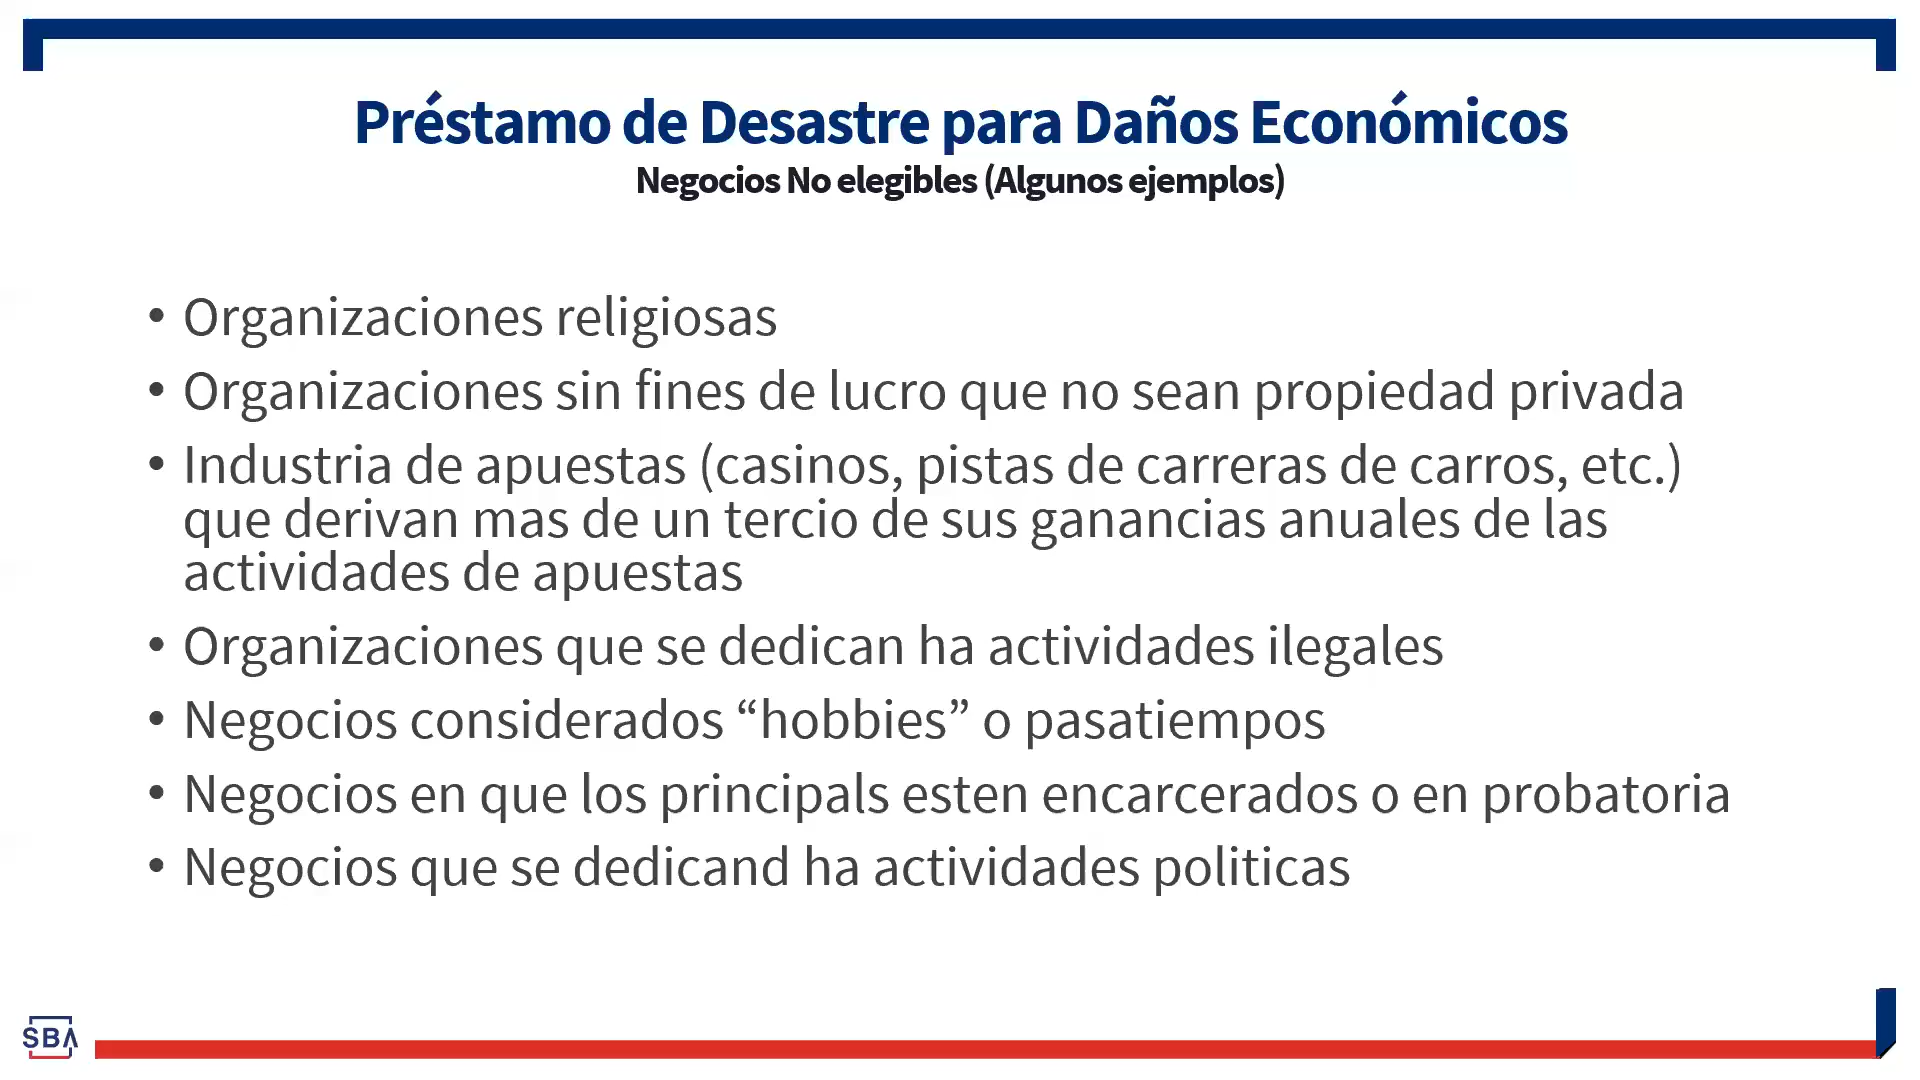 Préstamo de Desastre para Daños Económicos
Negocios No elegibles (Algunos ejemplos)
• Organizaciones religiosas
• Organizaciones sin fines de lucro que no sean propiedad privada
• Industria de apuestas (casinos, pistas de carreras de carros, etc.)
que derivan mas de un tercio de sus ganancias anuales de las
actividades de apuestas
• Organizaciones que se dedican ha actividades ilegales
• Negocios considerados “hobbies” o pasatiempos
• Negocios en que los principals esten encarcerados o en probatoria
• Negocios que se dedicand ha actividades politicas
SBA